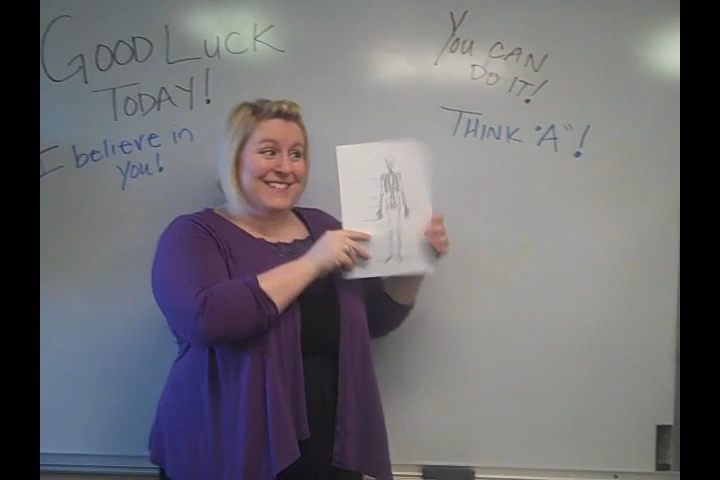 GOOD LUCK
TODAY!
I believe in
you!
YOU CAN
DO IT!
THINK "A"!